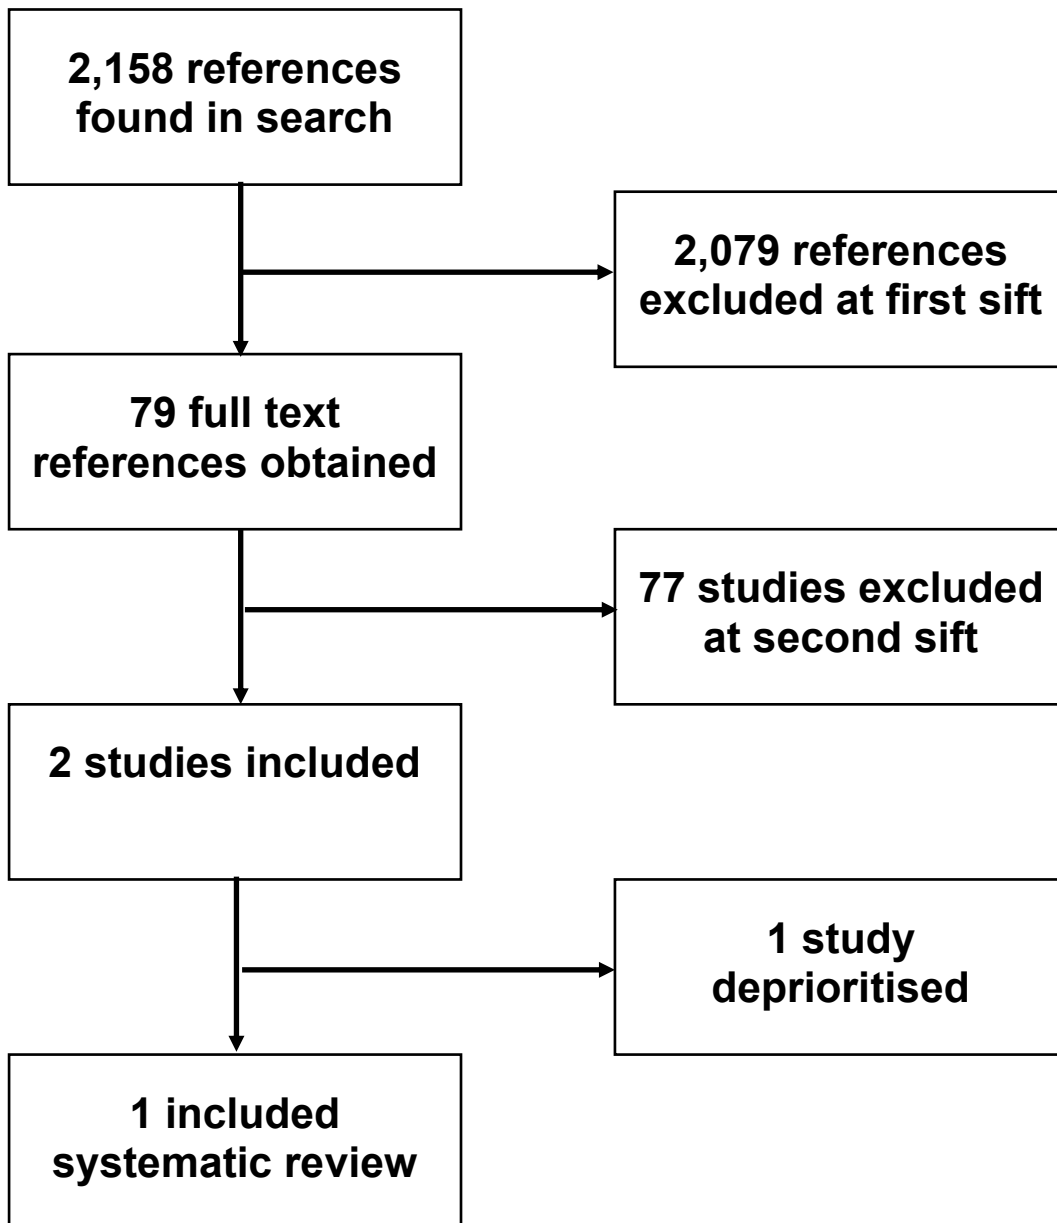 2,158 references
found in search
2,079 references
excluded at first sift
79 full text
references obtained
77 studies excluded
at second sift
2 studies included
1 study
deprioritised
1 included
systematic review